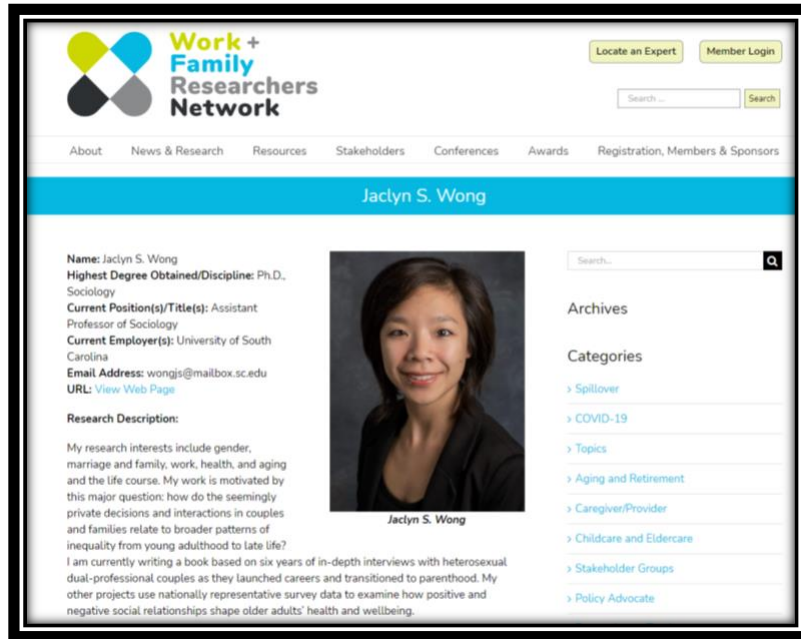 Work +
Family
Researchers
Network
Locate an Expert
Member Login
Search ...
Search
About
News & Research
Resources
Stakeholders
Conferences
Awards
Registration, Members & Sponsors
Jaclyn S. Wong
Name: Jaclyn S. Wong
Highest Degree Obtained/Discipline: Ph.D.,
Sociology
Current Position(s)/Title(s): Assistant
Professor of Sociology
Current Employer(s): University of South
Carolina
Email Address: wongjs@mailbox.sc.edu
URL: View Web Page
Research Description:
My research interests include gender,
marriage and family, work, health, and aging
and the life course. My work is motivated by
this major question: how do the seemingly
private decisions and interactions in couples
and families relate to broader patterns of
inequality from young adulthood to late life?
I am currently writing a book based on six years of in-depth interviews with heterosexual
dual-professional couples as they launched careers and transitioned to parenthood. My
other projects use nationally representative survey data to examine how positive and
negative social relationships shape older adults' health and wellbeing.
Jaclyn S. Wong
Search...
Archives
Categories
> Spillover
> COVID-19
> Topics
> Aging and Retirement
> Caregiver/Provider
> Childcare and Eldercare
> Stakeholder Groups
> Policy Advocate